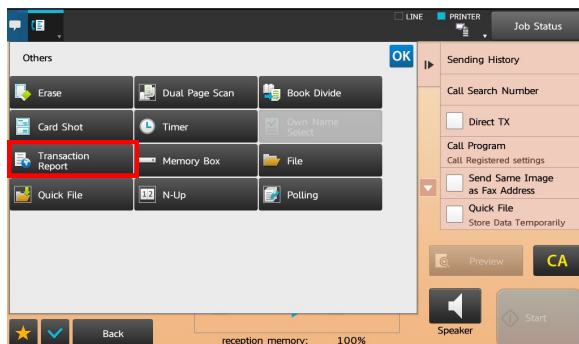 LINE
PRINTER
Job Status
Others
OK
Erase
Dual Page Scan
Book Divide
Card Shot
Timer
Own Name
Select
Transaction
Report
Memory Box
File
Quick File
1 2
N-Up
Polling
Back
reception memory: 100%
Sending History
Call Search Number
Direct TX
Call Program
Call Registered settings
Send Same Image
as Fax Address
Quick File
Store Data Temporarily
Preview
CA
Speaker
Start